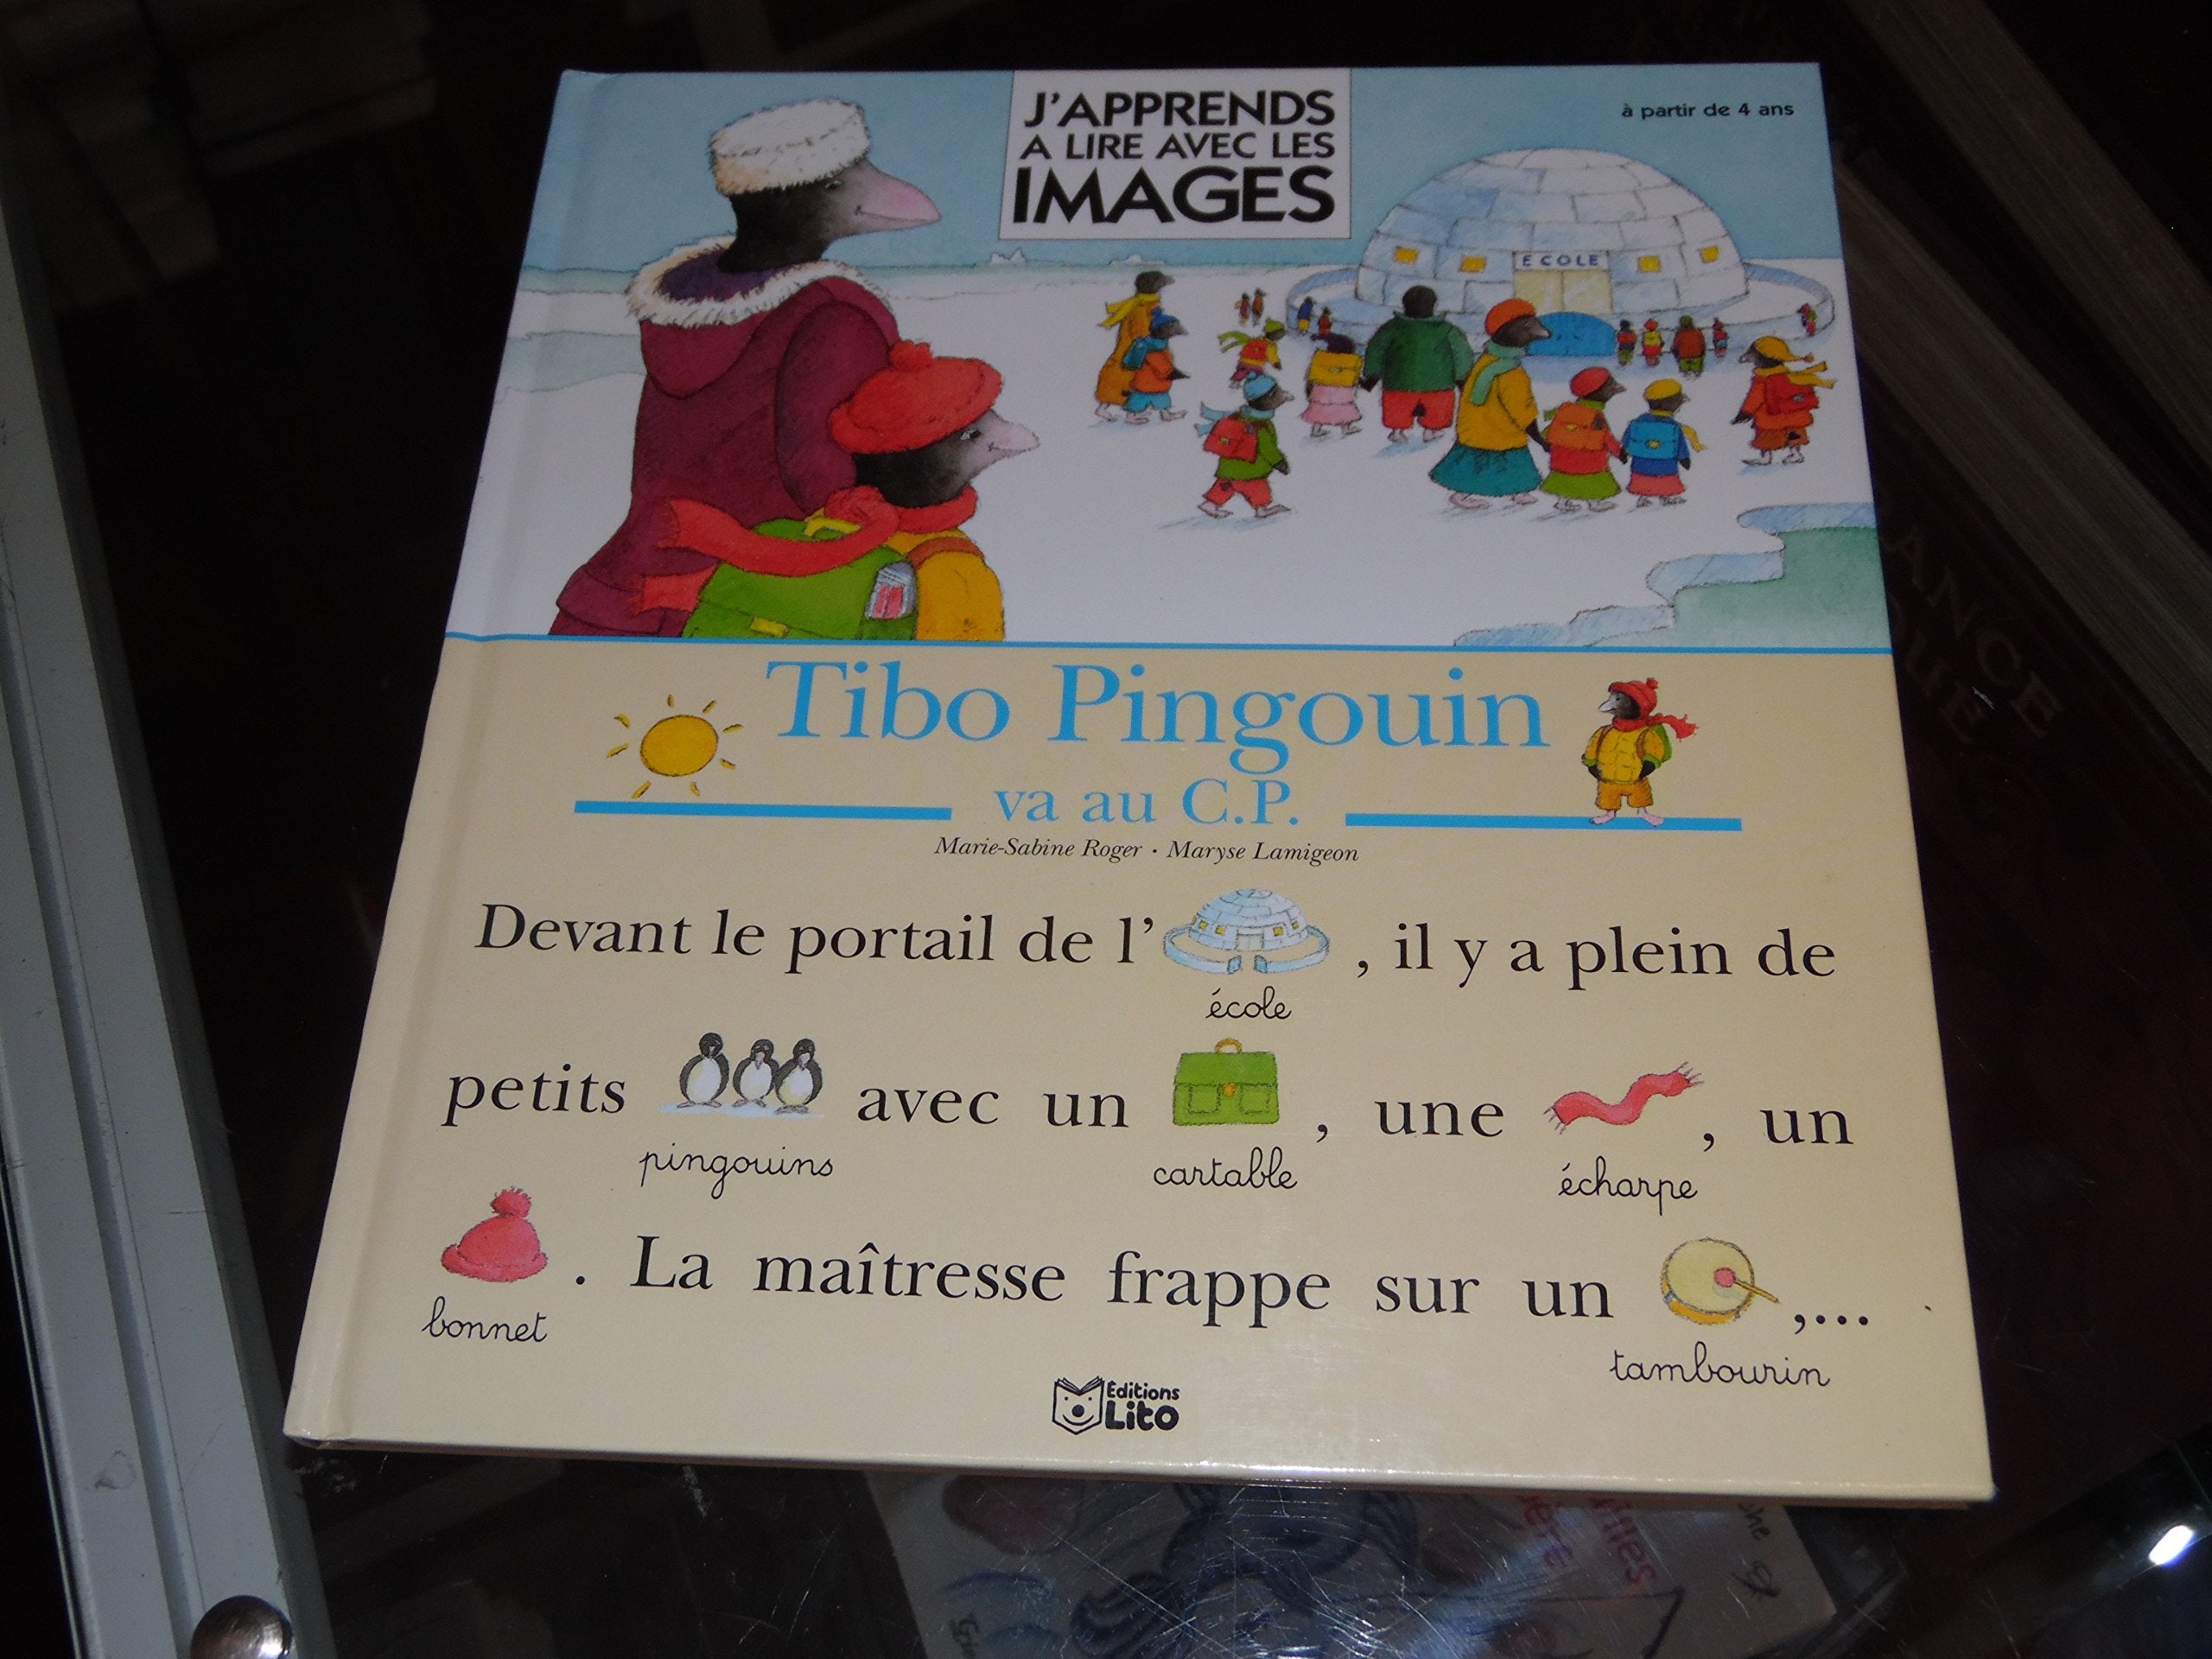 J'APPRENDS
A LIRE AVEC LES
IMAGES
à partir de 4 ans
ECOLE
Tibo Pingouin
va au C.P.
Marie-Sabine Roger · Maryse Lamigeon
Devant le portail de l' , il y a plein de
école
petits avec un , une , un
pingouins cartable écharpe
. La maîtresse frappe sur un ,...
bonnet tambourin
Éditions
Lito